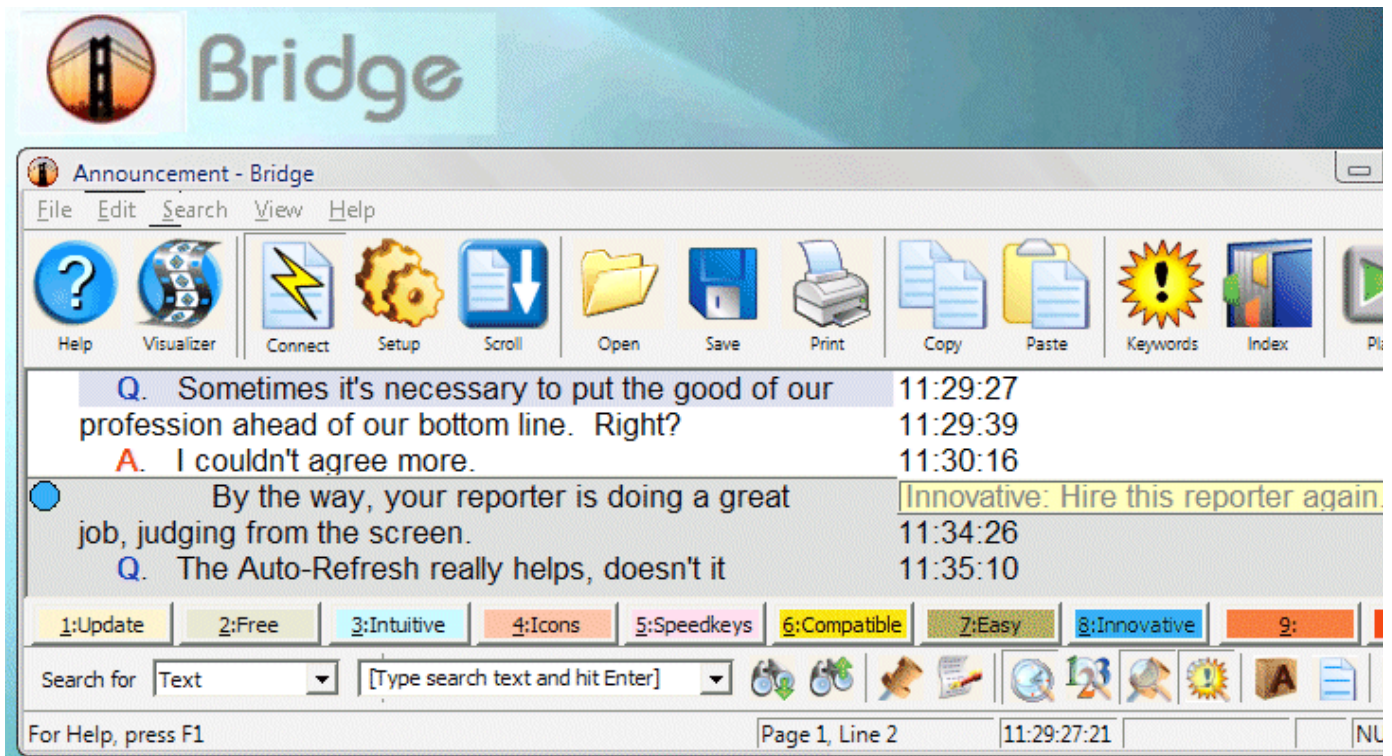 Bridge
Announcement - Bridge
File Edit Search View Help
Help Visualizer Connect Setup Scroll Open Save Print Copy Paste Keywords Index
Q. Sometimes it's necessary to put the good of our 11:29:27
profession ahead of our bottom line. Right? 11:29:39
A. I couldn't agree more. 11:30:16
By the way, your reporter is doing a great Innovative: Hire this reporter again.
job, judging from the screen. 11:34:26
Q. The Auto-Refresh really helps, doesn't it 11:35:10
1:Update 2:Free 3:Intuitive 4:Icons 5:Speedkeys 6:Compatible 7:Easy 8:Innovative 9:
Search for Text [Type search text and hit Enter] 123 A
For Help, press F1 Page 1, Line 2 11:29:27:21 NU